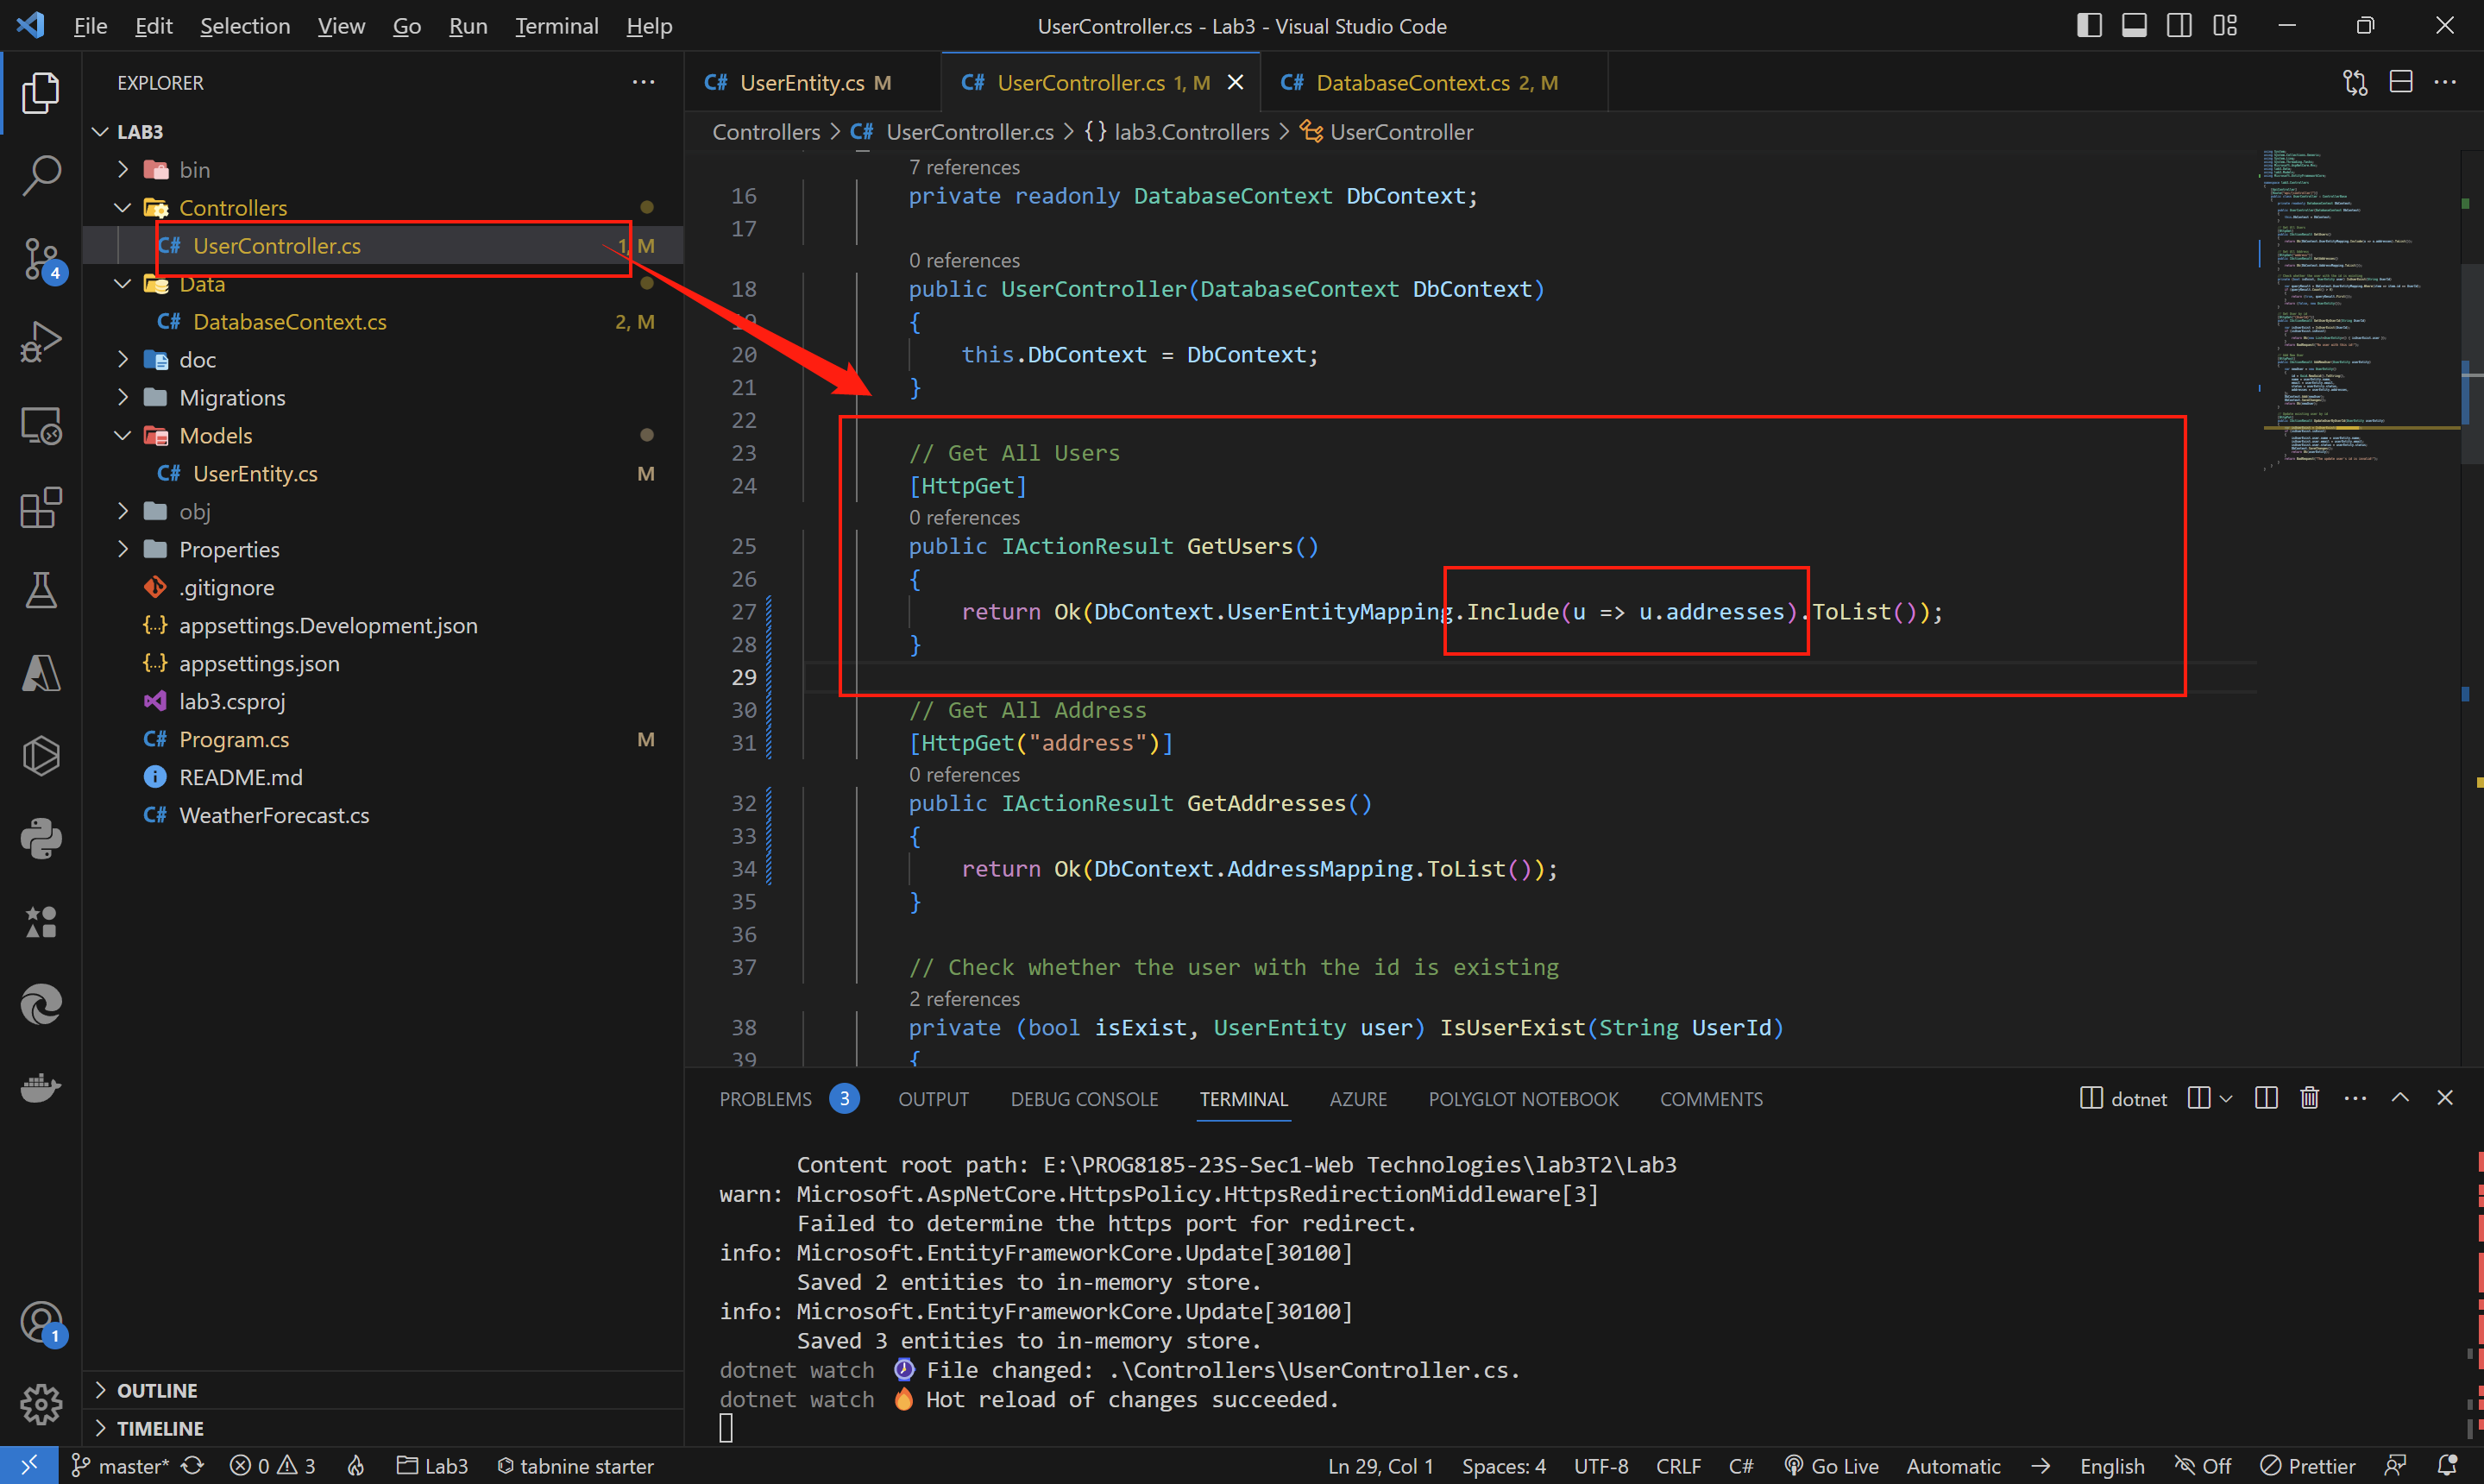 File Edit Selection View Go Run Terminal Help
UserController.cs - Lab3 - Visual Studio Code
EXPLORER
LAB3
bin
Controllers
C# UserController.cs 1, M
Data
C# DatabaseContext.cs 2, M
doc
Migrations
Models
C# UserEntity.cs M
obj
Properties
.gitignore
{..} appsettings.Development.json
{..} appsettings.json
lab3.csproj
C# Program.cs M
README.md
C# WeatherForecast.cs
OUTLINE
TIMELINE
4
1
C# UserEntity.cs M
C# UserController.cs 1, M
C# DatabaseContext.cs 2, M
Controllers > C# UserController.cs > {} lab3.Controllers > UserController
7 references
16 private readonly DatabaseContext DbContext;
17
0 references
18 public UserController(DatabaseContext DbContext)
19 {
20 this.DbContext = DbContext;
21 }
22
23 // Get All Users
24 [HttpGet]
0 references
25 public IActionResult GetUsers()
26 {
27 return Ok(DbContext.UserEntityMapping.Include(u => u.addresses).ToList());
28 }
29
30 // Get All Address
31 [HttpGet("address")]
0 references
32 public IActionResult GetAddresses()
33 {
34 return Ok(DbContext.AddressMapping.ToList());
35 }
36
37 // Check whether the user with the id is existing
2 references
38 private (bool isExist, UserEntity user) IsUserExist(String UserId)
39 {
PROBLEMS 3 OUTPUT DEBUG CONSOLE TERMINAL AZURE POLYGLOT NOTEBOOK COMMENTS
dotnet
Content root path: E:\PROG8185-23S-Sec1-Web Technologies\lab3T2\Lab3
warn: Microsoft.AspNetCore.HttpsPolicy.HttpsRedirectionMiddleware[3]
Failed to determine the https port for redirect.
info: Microsoft.EntityFrameworkCore.Update[30100]
Saved 2 entities to in-memory store.
info: Microsoft.EntityFrameworkCore.Update[30100]
Saved 3 entities to in-memory store.
dotnet watch ⌚ File changed: .\Controllers\UserController.cs.
dotnet watch 🔥 Hot reload of changes succeeded.
master* 0 3 Lab3 tabnine starter
Ln 29, Col 1 Spaces: 4 UTF-8 CRLF C# Go Live Automatic → English Off Prettier